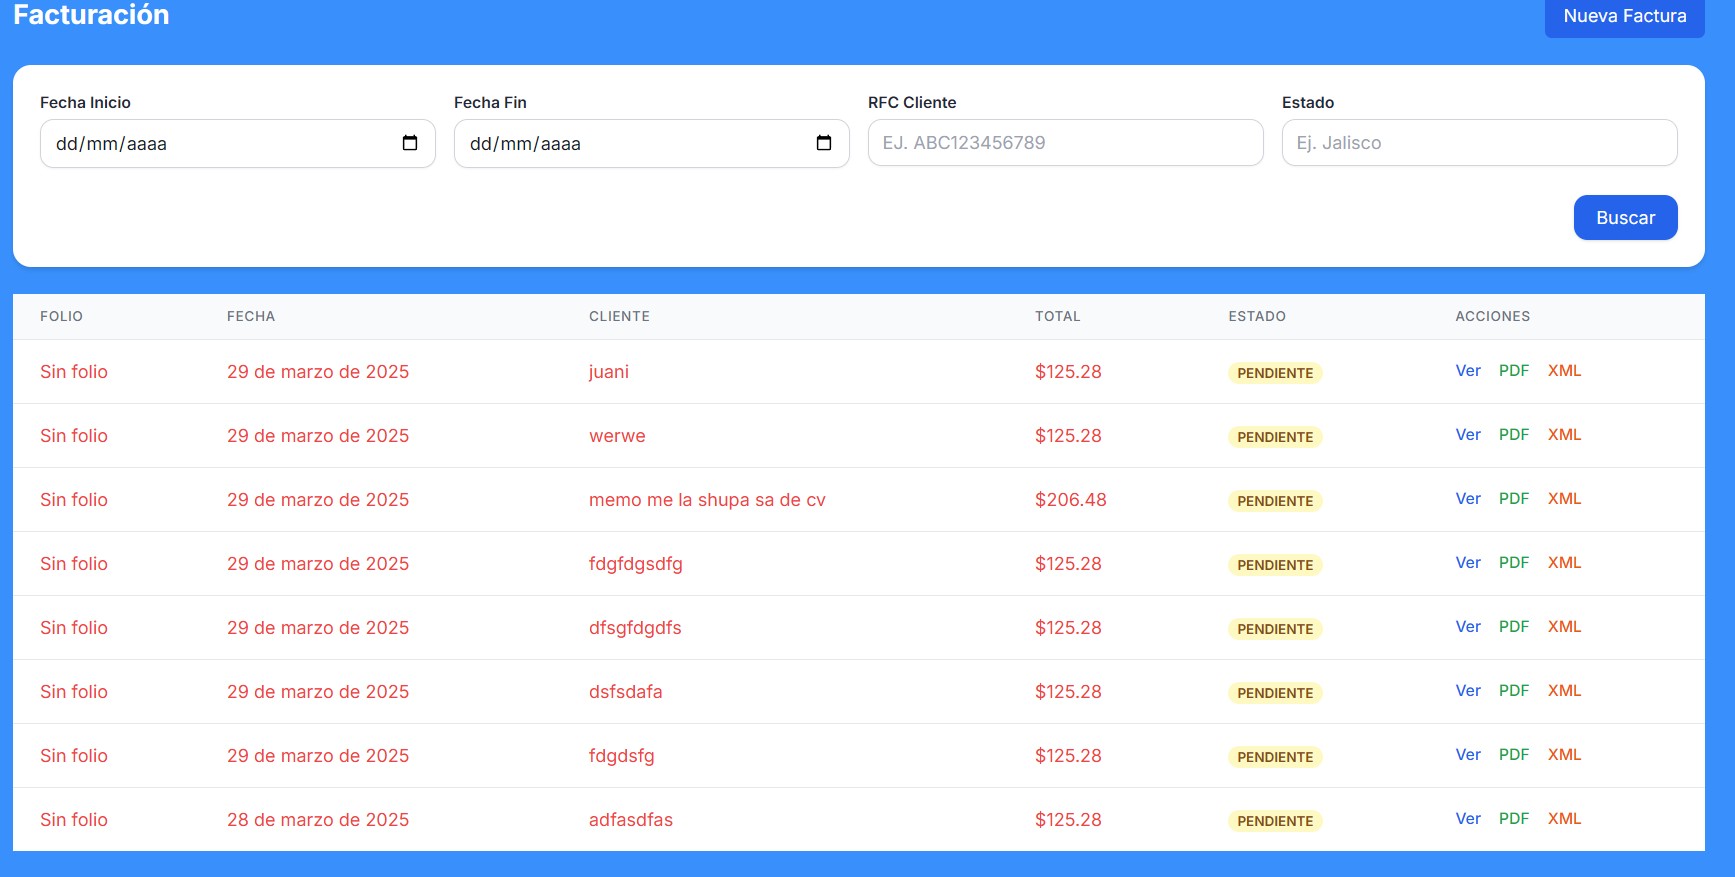 Facturación
Nueva Factura
Fecha Inicio Fecha Fin RFC Cliente Estado
dd/mm/aaaa dd/mm/aaaa EJ. ABC123456789 Ej. Jalisco
Buscar
FOLIO FECHA CLIENTE TOTAL ESTADO ACCIONES
Sin folio 29 de marzo de 2025 juani $125.28 PENDIENTE Ver PDF XML
Sin folio 29 de marzo de 2025 werwe $125.28 PENDIENTE Ver PDF XML
Sin folio 29 de marzo de 2025 memo me la shupa sa de cv $206.48 PENDIENTE Ver PDF XML
Sin folio 29 de marzo de 2025 fdgfdgsdfg $125.28 PENDIENTE Ver PDF XML
Sin folio 29 de marzo de 2025 dfsgfdgdfs $125.28 PENDIENTE Ver PDF XML
Sin folio 29 de marzo de 2025 dsfsdafa $125.28 PENDIENTE Ver PDF XML
Sin folio 29 de marzo de 2025 fdgdsfg $125.28 PENDIENTE Ver PDF XML
Sin folio 28 de marzo de 2025 adfasdfas $125.28 PENDIENTE Ver PDF XML